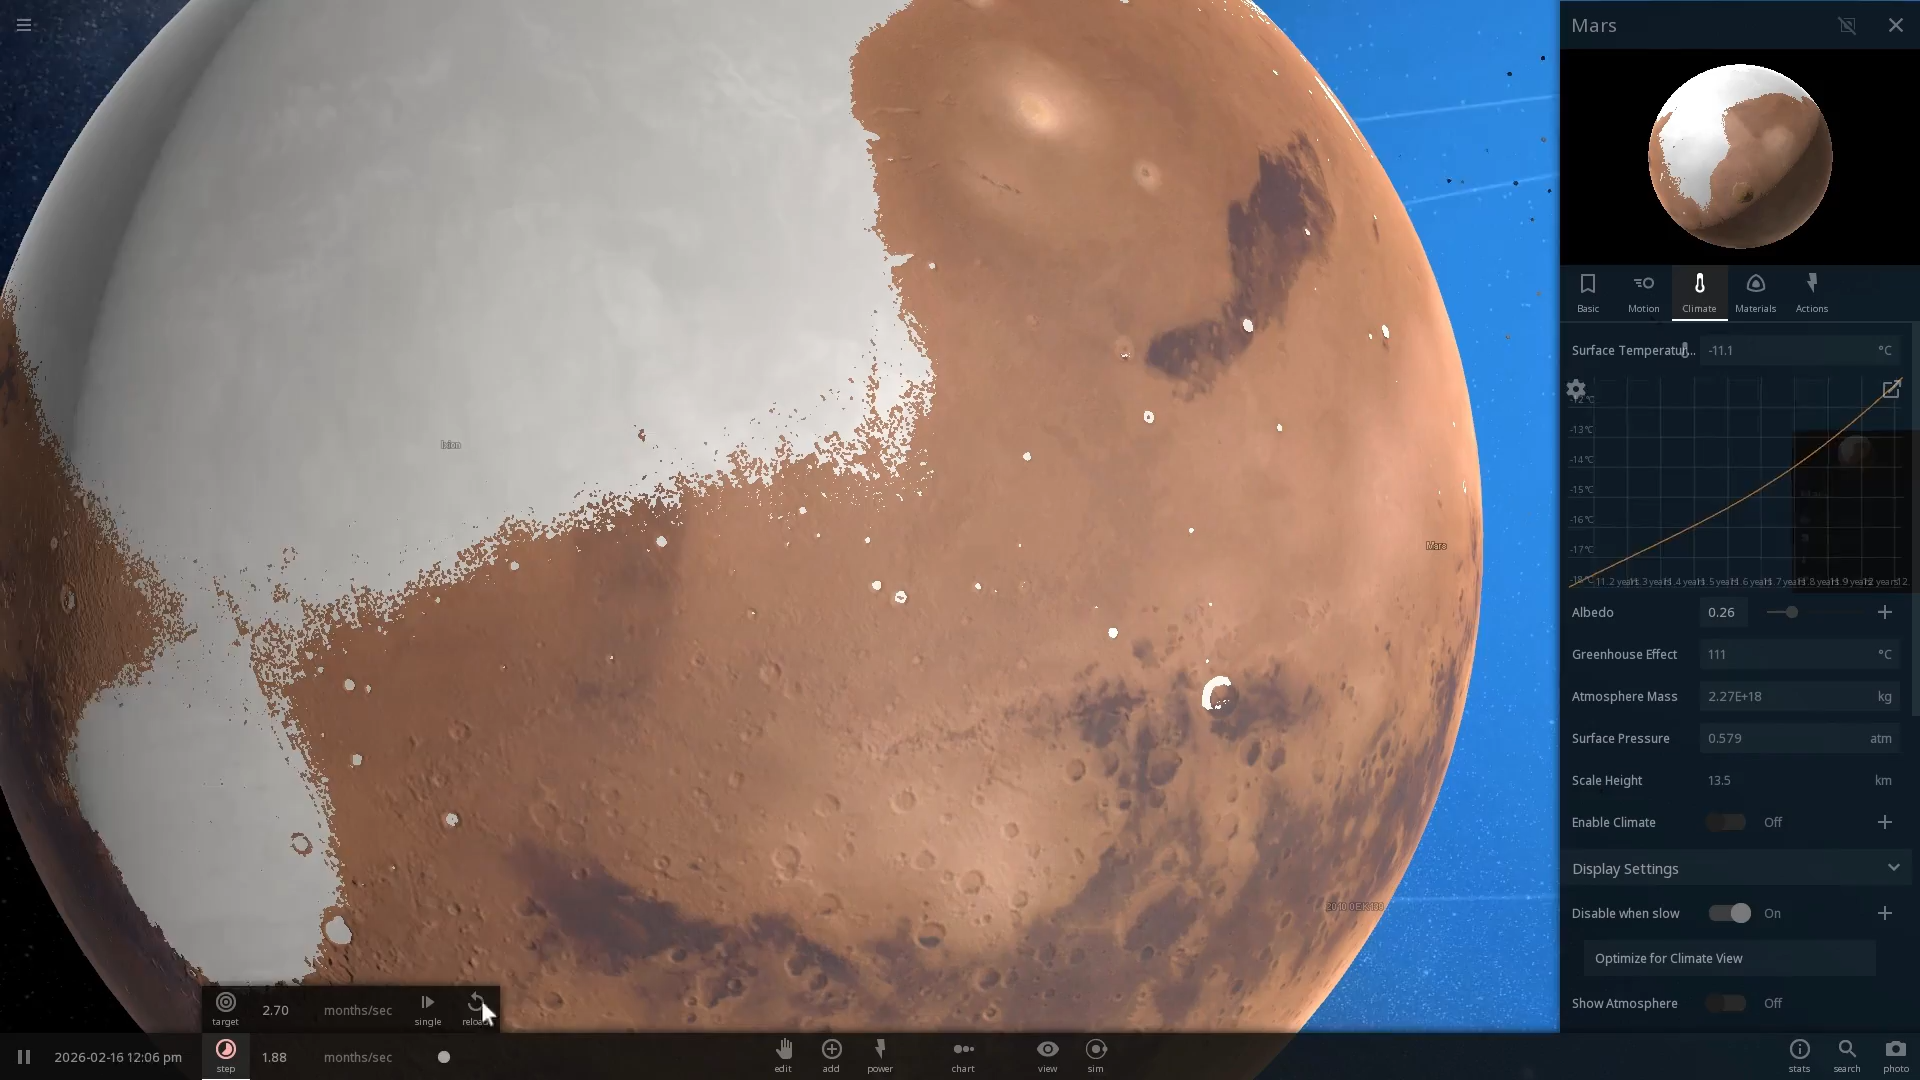 Mars
Basic
Motion
Climate
Materials
Actions
Surface Temperatur... -11.1 °C
-12°C
-13°C
-14°C
-15°C
-16°C
-17°C
Albedo 0.26
Greenhouse Effect 111 °C
Atmosphere Mass 2.27E+18 kg
Surface Pressure 0.579 atm
Scale Height 13.5 km
Enable Climate Off
Display Settings
Disable when slow On
Optimize for Climate View
Show Atmosphere Off
Mars
target 2.70 months/sec single reload
2026-02-16 12:06 pm step 1.88 months/sec
edit add power chart view sim
stats search photo